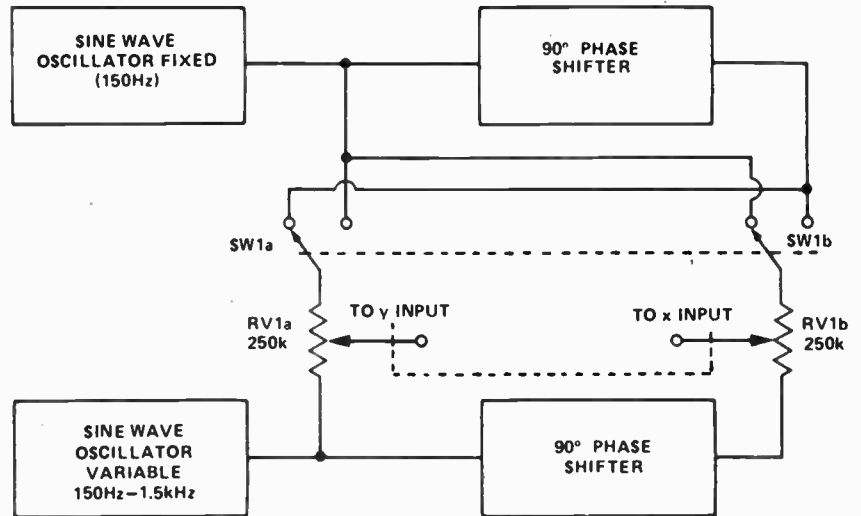 SINE WAVE
OSCILLATOR FIXED
(150Hz)
90° PHASE
SHIFTER
SW1a
SW1b
RV1a
250k
TO y INPUT
TO x INPUT
RV1b
250k
SINE WAVE
OSCILLATOR
VARIABLE
150Hz–1.5kHz
90° PHASE
SHIFTER